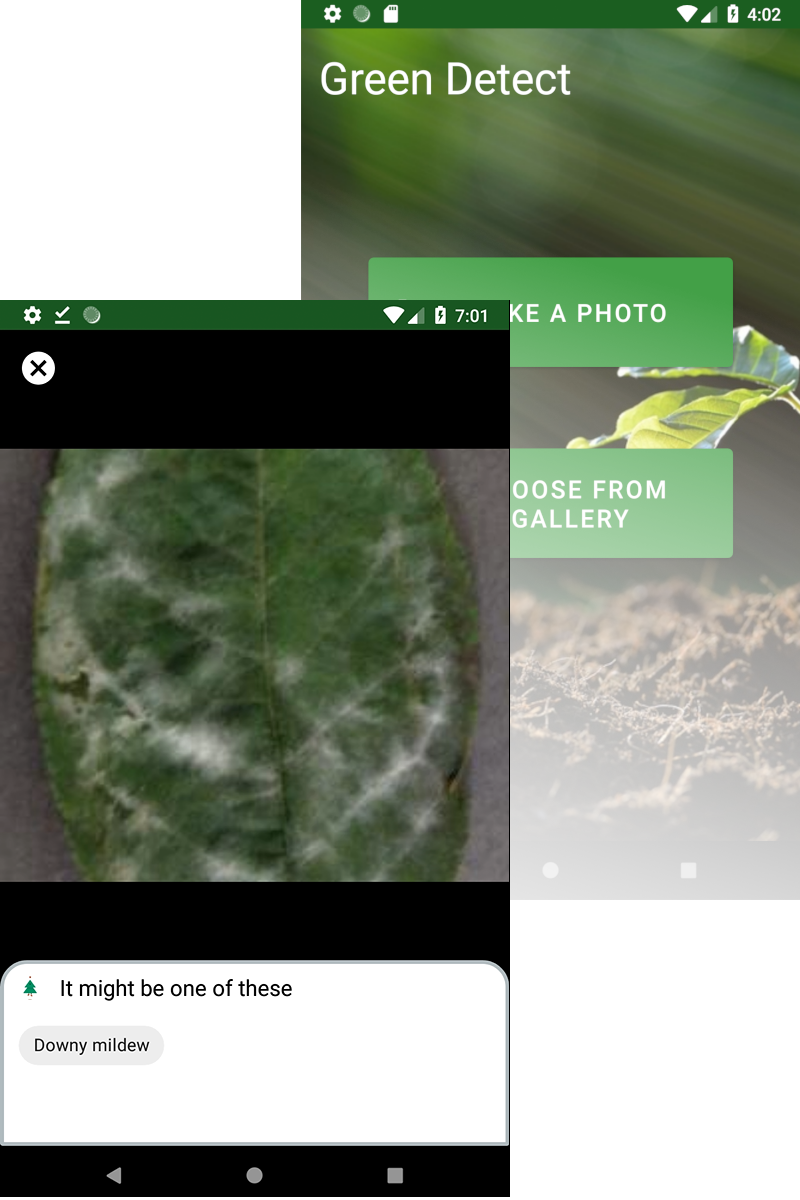 4:02
Green Detect
KE A PHOTO
OOSE FROM
GALLERY
7:01
It might be one of these
Downy mildew